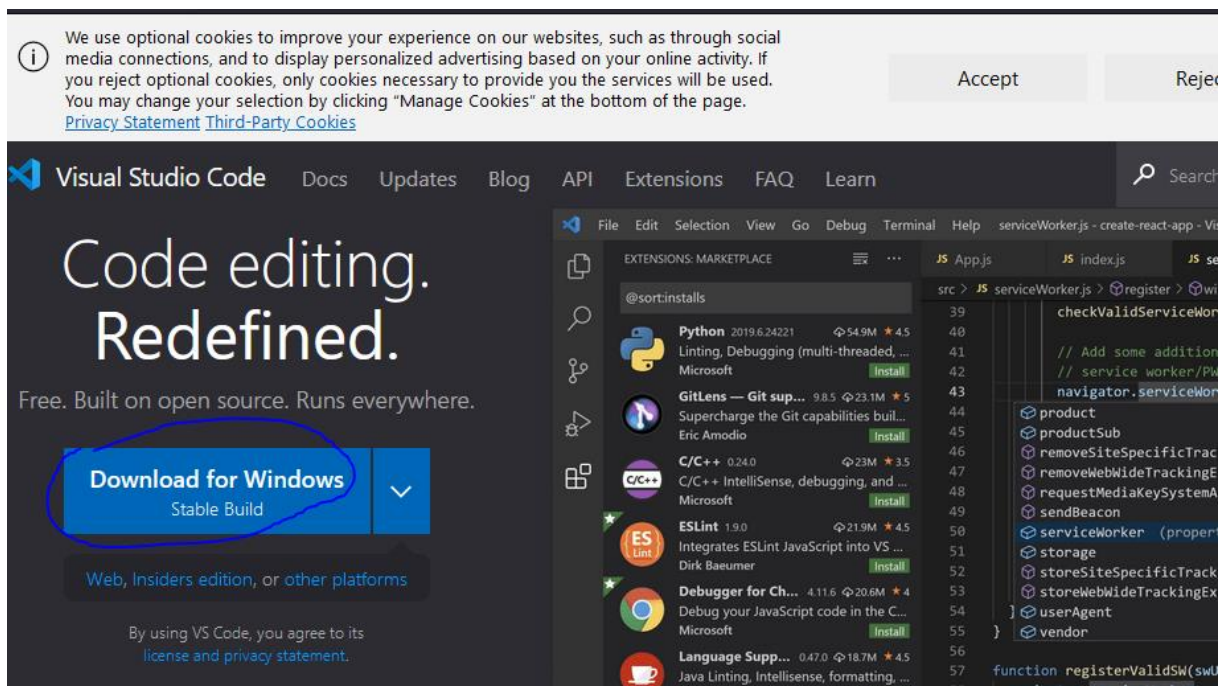 We use optional cookies to improve your experience on our websites, such as through social
media connections, and to display personalized advertising based on your online activity. If
you reject optional cookies, only cookies necessary to provide you the services will be used.
You may change your selection by clicking “Manage Cookies” at the bottom of the page.
Privacy Statement Third-Party Cookies
Accept
Rejec
Visual Studio Code Docs Updates Blog API Extensions FAQ Learn
Search
Code editing.
Redefined.
Free. Built on open source. Runs everywhere.
Download for Windows
Stable Build
Web, Insiders edition, or other platforms
By using VS Code, you agree to its
license and privacy statement.
File Edit Selection View Go Debug Terminal Help serviceWorker.js - create-react-app - Vis
EXTENSIONS: MARKETPLACE
@sort:installs
Python 2019.6.24221 54.9M ★ 4.5
Linting, Debugging (multi-threaded, ...
Microsoft Install
GitLens — Git sup... 9.8.5 23.1M ★ 5
Supercharge the Git capabilities buil...
Eric Amodio Install
C/C++ 0.24.0 23M ★ 3.5
C/C++ IntelliSense, debugging, and ...
Microsoft Install
ESLint 1.9.0 21.9M ★ 4.5
Integrates ESLint JavaScript into VS ...
Dirk Baeumer Install
Debugger for Ch... 4.11.6 20.6M ★ 4
Debug your JavaScript code in the C...
Microsoft Install
Language Supp... 0.47.0 18.7M ★ 4.5
Java Linting, Intellisense, formatting, ...
C/C++
ES
Lint
JS App.js JS index.js JS se
src > JS serviceWorker.js > register > wi
39 checkValidServiceWor
40
41 // Add some addition
42 // service worker/PW
43 navigator.serviceWor
44 product
45 productSub
46 removeSiteSpecificTrac
47 removeWebWideTrackingE
48 requestMediaKeySystemA
49 sendBeacon
50 serviceWorker (propert
51 storage
52 storeSiteSpecificTrack
53 storeWebWideTrackingEx
54 } userAgent
55 } vendor
56
57 function registerValidSW(swU